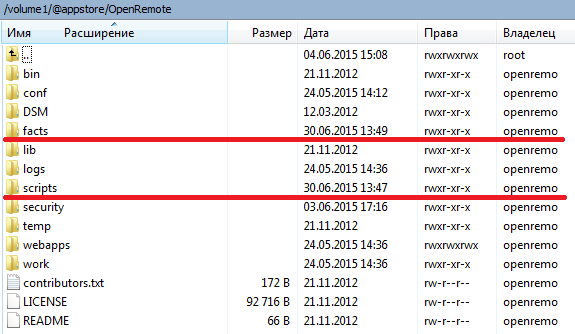 /volume1/@appstore/OpenRemote
Имя Расширение Размер Дата Права Владелец
.. 04.06.2015 15:08 rwxrwxrwx root
bin 21.11.2012 rwxr-xr-x openremo
conf 24.05.2015 14:12 rwxr-xr-x openremo
DSM 12.03.2012 rwxr-xr-x openremo
facts 30.06.2015 13:49 rwxr-xr-x openremo
lib 21.11.2012 rwxr-xr-x openremo
logs 24.05.2015 14:36 rwxr-xr-x openremo
scripts 30.06.2015 13:47 rwxr-xr-x openremo
security 03.06.2015 17:16 rwxr-xr-x openremo
temp 21.11.2012 rwxr-xr-x openremo
webapps 24.05.2015 14:36 rwxrwxrwx openremo
work 24.05.2015 14:36 rwxr-xr-x openremo
contributors.txt 172 B 21.11.2012 rw-r--r-- openremo
LICENSE 92 716 B 21.11.2012 rw-r--r-- openremo
README 66 B 21.11.2012 rw-r--r-- openremo